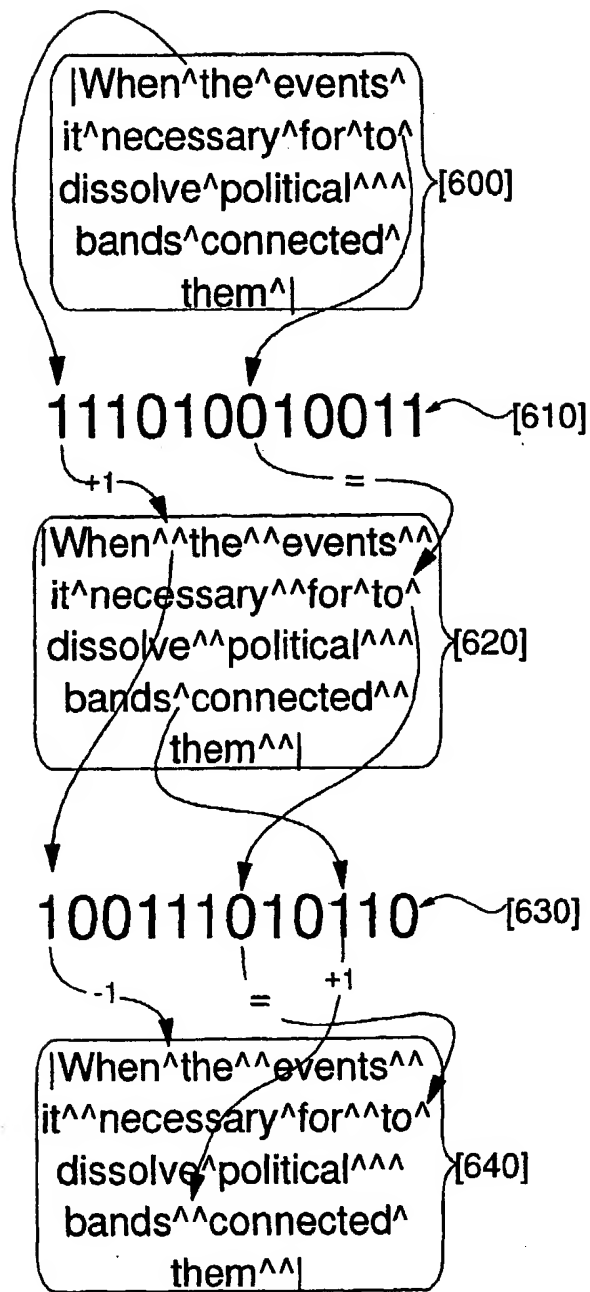 |When^the^events^
it^necessary^for^to^
dissolve^political^^^
bands^connected^
them^|
[600]
111010010011
[610]
+1
=
|When^^the^^events^^
it^necessary^^for^to^
dissolve^^political^^^
bands^connected^^
them^^|
[620]
100111010110
[630]
-1
=
+1
|When^the^^events^^
it^^necessary^for^^to^
dissolve^political^^^
bands^^connected^
them^^|
[640]